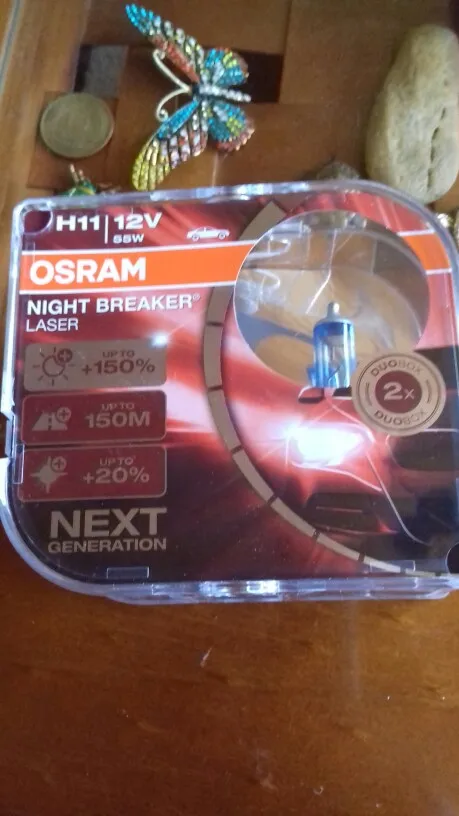 H11 | 12V
55W
OSRAM
NIGHT BREAKER®
LASER
UP TO
+150%
UP TO
150M
UP TO
+20%
NEXT
GENERATION
DUOBOX
2x
DUOBOX